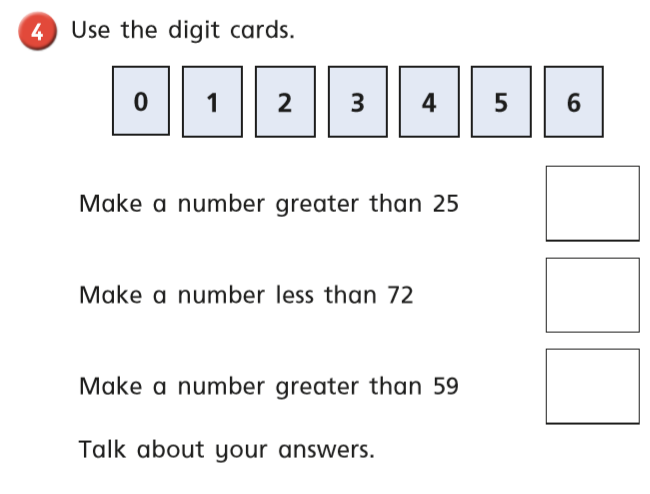 4 Use the digit cards.
0 1 2 3 4 5 6
Make a number greater than 25
Make a number less than 72
Make a number greater than 59
Talk about your answers.